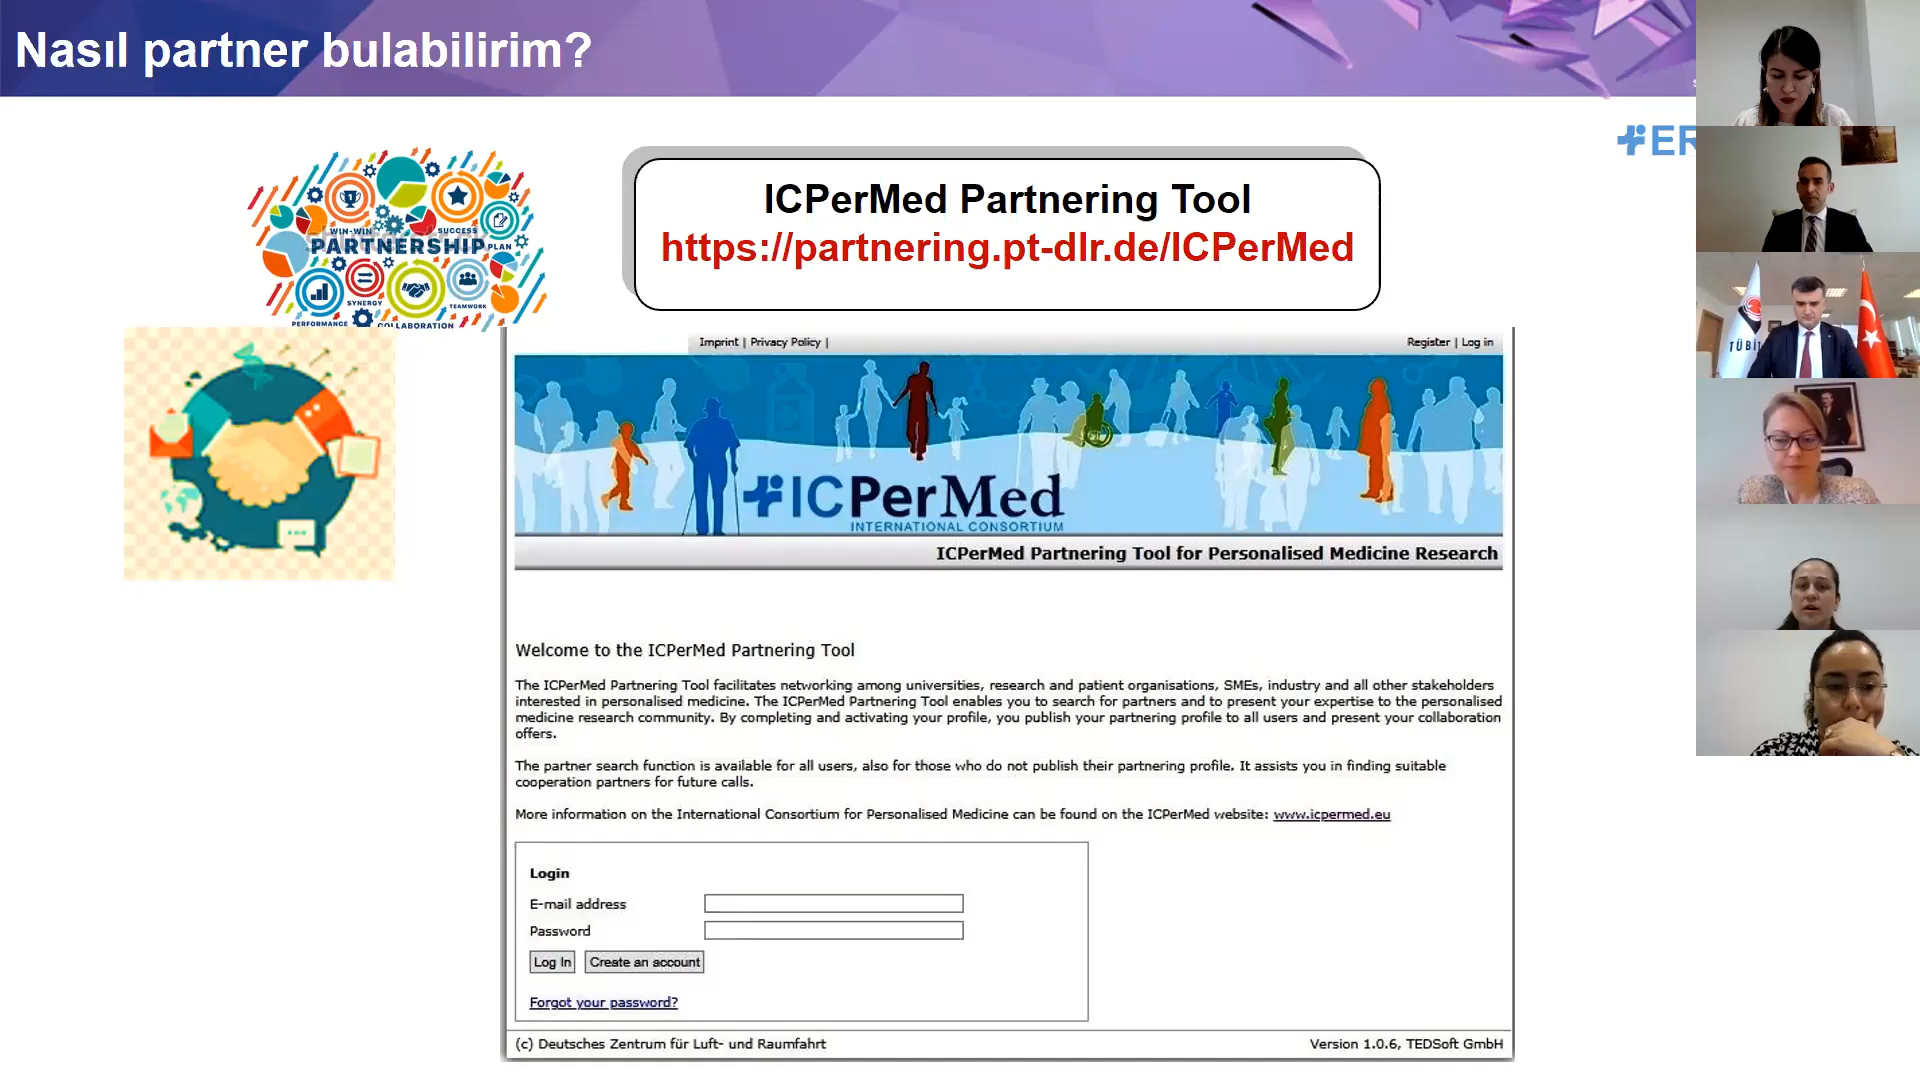 Nasıl partner bulabilirim?
ER
WIN-WIN
SUCCESS
PARTNERSHIP
PLAN
SYNERGY
TEAMWORK
PERFORMANCE
COLLABORATION
ICPerMed Partnering Tool
https://partnering.pt-dlr.de/ICPerMed
Imprint | Privacy Policy |
Register | Log in
ICPerMed
INTERNATIONAL CONSORTIUM
ICPerMed Partnering Tool for Personalised Medicine Research
Welcome to the ICPerMed Partnering Tool
The ICPerMed Partnering Tool facilitates networking among universities, research and patient organisations, SMEs, industry and all other stakeholders
interested in personalised medicine. The ICPerMed Partnering Tool enables you to search for partners and to present your expertise to the personalised
medicine research community. By completing and activating your profile, you publish your partnering profile to all users and present your collaboration
offers.
The partner search function is available for all users, also for those who do not publish their partnering profile. It assists you in finding suitable
cooperation partners for future calls.
More information on the International Consortium for Personalised Medicine can be found on the ICPerMed website: www.icpermed.eu
Login
E-mail address
Password
Log In
Create an account
Forgot your password?
(c) Deutsches Zentrum für Luft- und Raumfahrt
Version 1.0.6, TEDSoft GmbH
TÜBİT